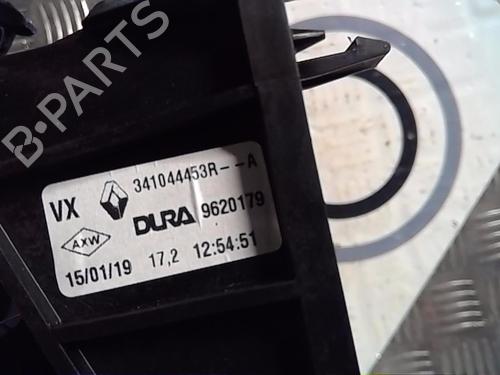 B-PARTS
VX 341044453R--A
AXW DURA 9620179
15/01/19 17,2 12:54:51